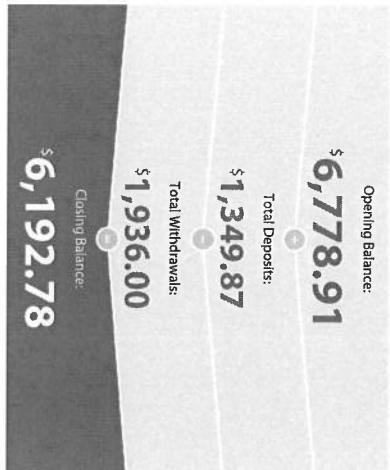 Opening Balance:
$6,778.91
+
Total Deposits:
$1,349.87
-
Total Withdrawals:
$1,936.00
=
Closing Balance:
$6,192.78